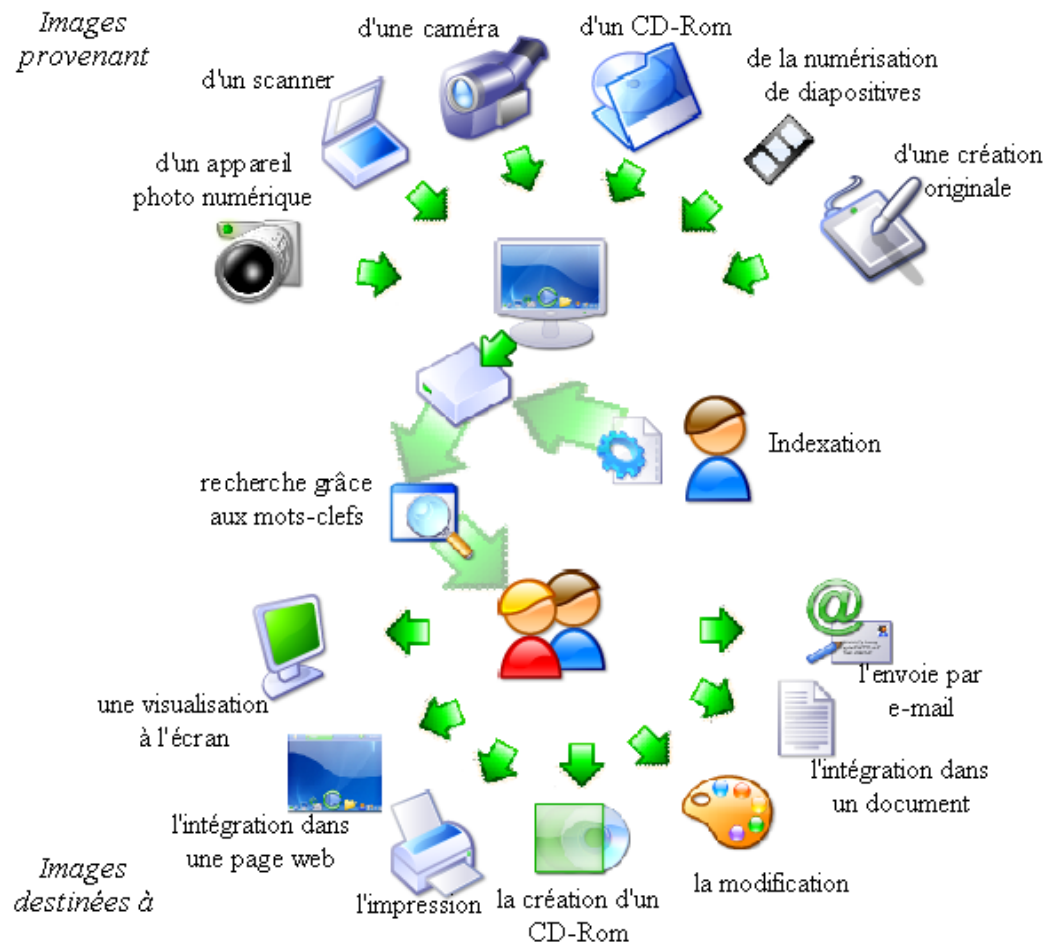 Images
provenant
d'une caméra
d'un CD-Rom
d'un scanner
de la numérisation
de diapositives
d'un appareil
photo numérique
d'une création
originale
Indexation
recherche grâce
aux mots-clefs
une visualisation
à l'écran
l'envoie par
e-mail
l'intégration dans
un document
l'intégration dans
une page web
la modification
l'impression
la création d'un
CD-Rom
Images
destinées à